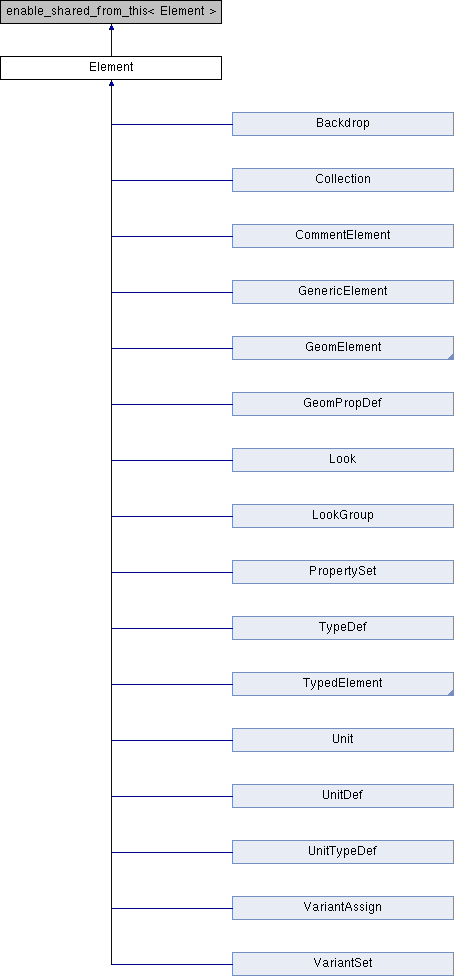 enable_shared_from_this< Element >
Element
Backdrop
Collection
CommentElement
GenericElement
GeomElement
GeomPropDef
Look
LookGroup
PropertySet
TypeDef
TypedElement
Unit
UnitDef
UnitTypeDef
VariantAssign
VariantSet